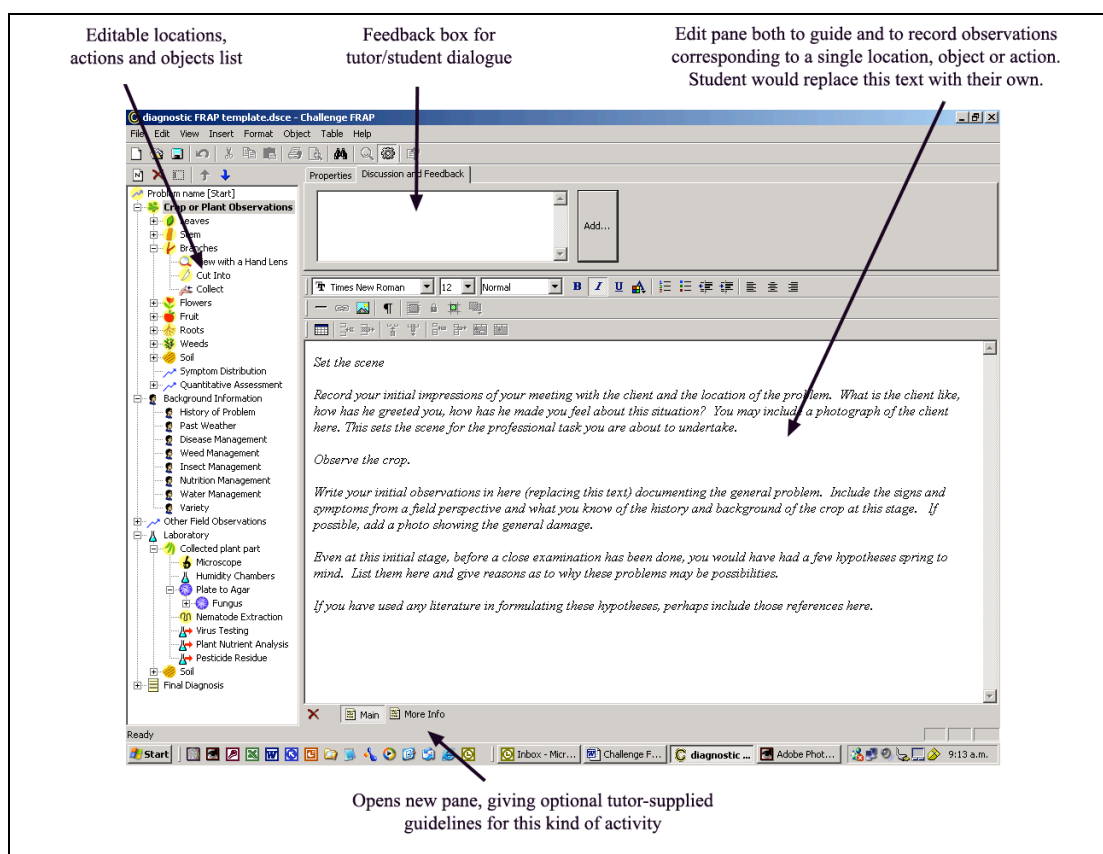 Editable locations,
actions and objects list
Feedback box for
tutor/student dialogue
Edit pane both to guide and to record observations
corresponding to a single location, object or action.
Student would replace this text with their own.
diagnostic FRAP template.dsce - Challenge FRAP
File Edit View Insert Format Object Table Help
Properties Discussion and Feedback
Problem name [Start]
Crop or Plant Observations
Leaves
Stem
Branches
View with a Hand Lens
Cut Into
Collect
Flowers
Fruit
Roots
Weeds
Soil
Symptom Distribution
Quantitative Assessment
Background Information
History of Problem
Past Weather
Disease Management
Weed Management
Insect Management
Nutrition Management
Water Management
Variety
Other Field Observations
Laboratory
Collected plant part
Microscope
Humidity Chambers
Plate to Agar
Fungus
Nematode Extraction
Virus Testing
Plant Nutrient Analysis
Pesticide Residue
Soil
Final Diagnosis
Add...
Times New Roman 12 Normal B I U
Set the scene
Record your initial impressions of your meeting with the client and the location of the problem. What is the client like,
how has he greeted you, how has he made you feel about this situation? You may include a photograph of the client
here. This sets the scene for the professional task you are about to undertake.
Observe the crop.
Write your initial observations in here (replacing this text) documenting the general problem. Include the signs and
symptoms from a field perspective and what you know of the history and background of the crop at this stage. If
possible, add a photo showing the general damage.
Even at this initial stage, before a close examination has been done, you would have had a few hypotheses spring to
mind. List them here and give reasons as to why these problems may be possibilities.
If you have used any literature in formulating these hypotheses, perhaps include those references here.
Main More Info
Ready
Start Inbox - Micr... Challenge F... diagnostic ... Adobe Phot... 9:13 a.m.
Opens new pane, giving optional tutor-supplied
guidelines for this kind of activity